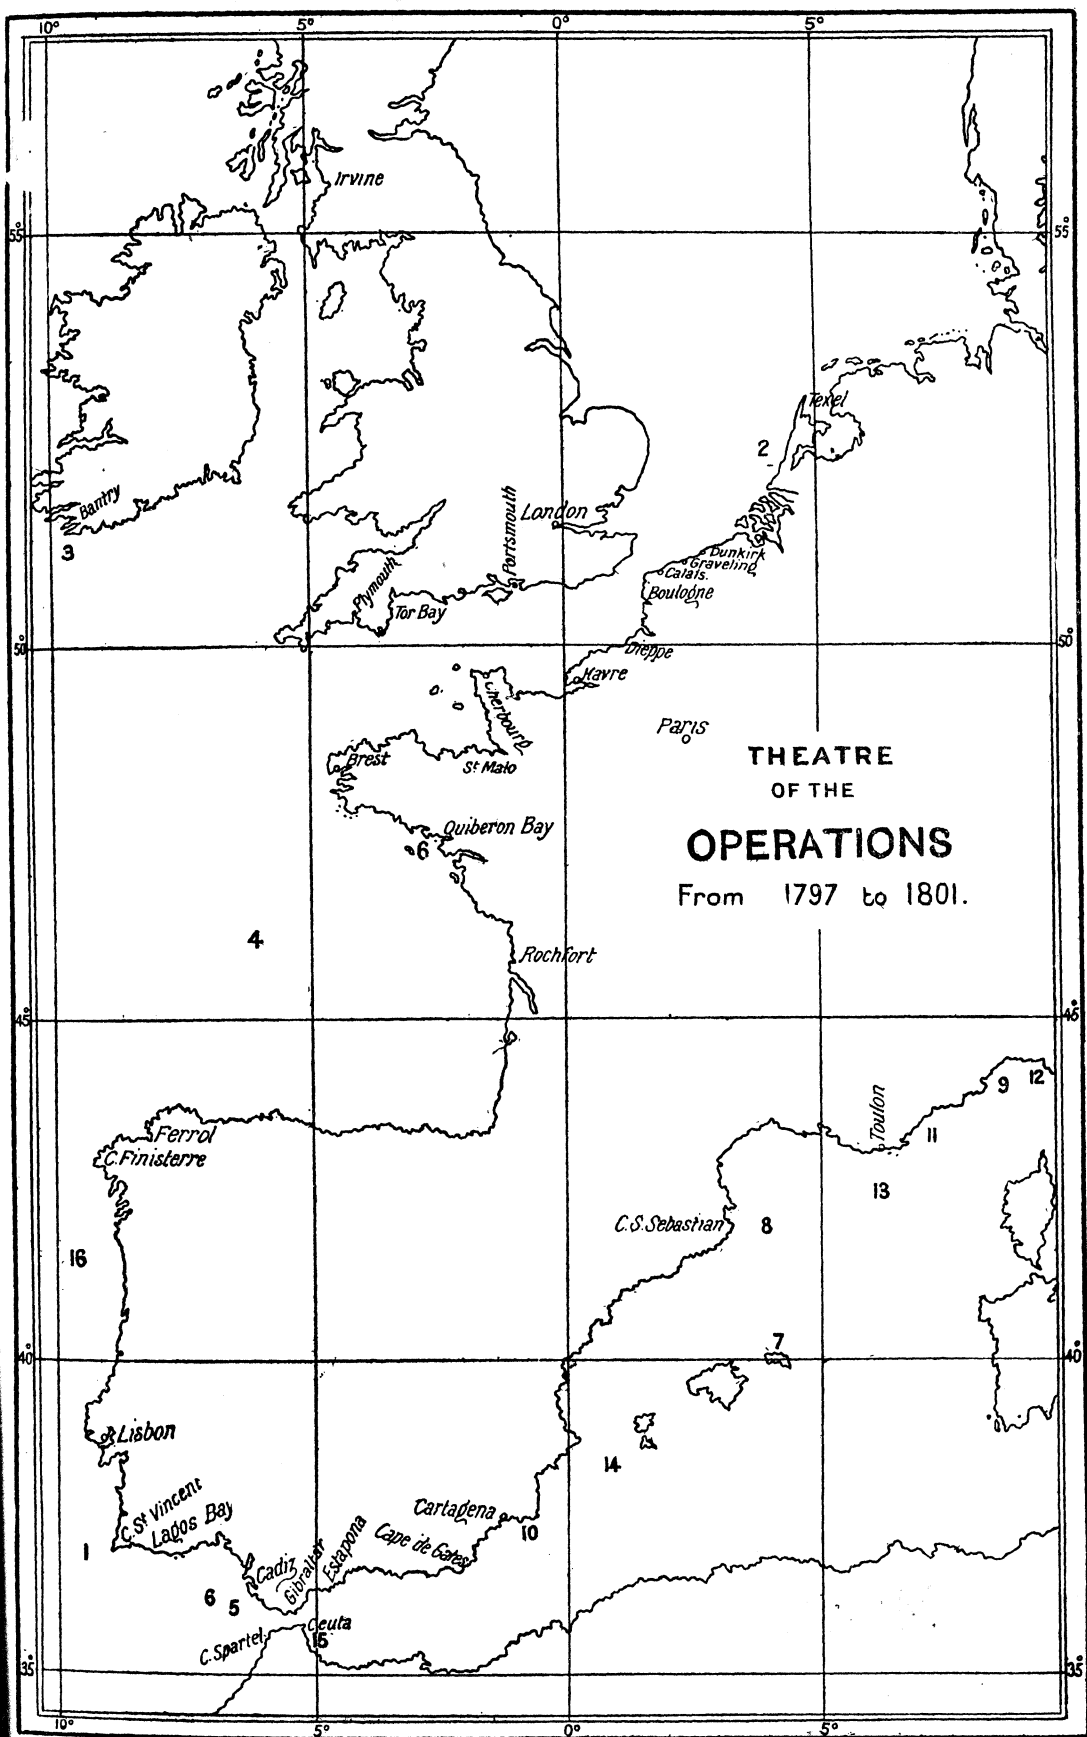 10° 5° 0° 5°
Irvine
55° 55°
Texel
2
Bantry
3
Portsmouth
London
Dunkirk
Graveling
Calais.
Boulogne
Plymouth
Tor Bay
50° 50°
Dieppe
Havre
Cherbourg
Paris
Brest
St Malo
THEATRE
OF THE
OPERATIONS
From 1797 to 1801.
Quiberon Bay
6
4
Rochfort
45° 45°
9 12
Toulon
11
Ferrol
C. Finisterre
13
C. S. Sebastian
8
16
7
40° 40°
Lisbon
14
C. St Vincent
Lagos Bay
Cartagena
10
Cape de Gates
Estapona
Gibraltar
Cadiz
1
6
5
Ceuta
15
C. Spartel
35° 35°
10° 5° 0° 5°